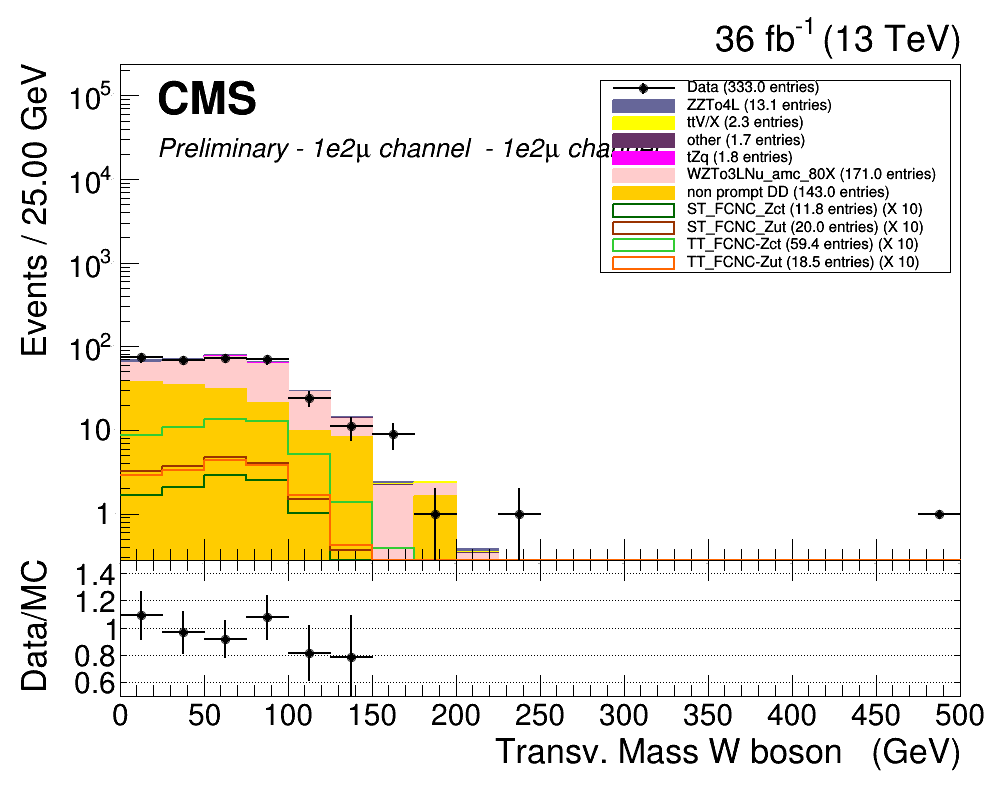 36 fb-1 (13 TeV)
Events / 25.00 GeV
CMS
Preliminary - 1e2μ channel - 1e2μ channel
Data (333.0 entries)
ZZTo4L (13.1 entries)
ttV/X (2.3 entries)
other (1.7 entries)
tZq (1.8 entries)
WZTo3LNu_amc_80X (171.0 entries)
non prompt DD (143.0 entries)
ST_FCNC_Zct (11.8 entries) (X 10)
ST_FCNC_Zut (20.0 entries) (X 10)
TT_FCNC-Zct (59.4 entries) (X 10)
TT_FCNC-Zut (18.5 entries) (X 10)
10^5
10^4
10^3
10^2
10
1
Data/MC
1.4
1.2
1
0.8
0.6
0 50 100 150 200 250 300 350 400 450 500
Transv. Mass W boson (GeV)